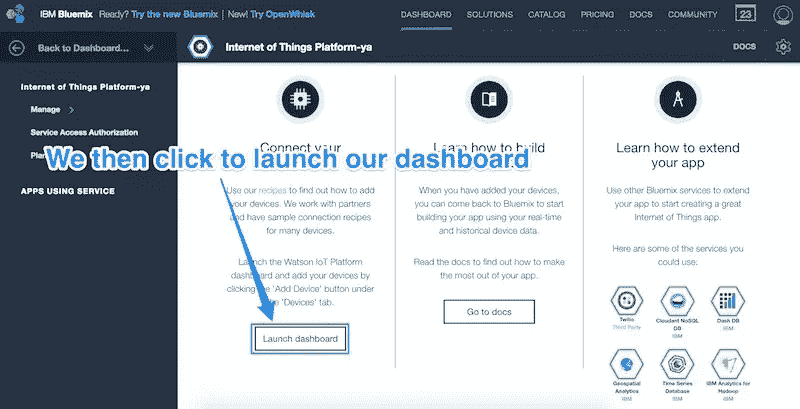 IBM Bluemix Ready? Try the new Bluemix | New! Try OpenWhisk
DASHBOARD SOLUTIONS CATALOG PRICING DOCS COMMUNITY 23
Back to Dashboard...
Internet of Things Platform-ya
DOCS
Internet of Things Platform-ya
Manage
Service Access Authorization
APPS USING SERVICE
We then click to launch our dashboard
Connect your
Use our recipes to find out how to add
your devices. We work with partners
and have sample connection recipes
for many devices.
Launch the Watson IoT Platform
dashboard and add your devices by
clicking the 'Add Device' button under
the 'Devices' tab.
Launch dashboard
Learn how to build
When you have added your devices,
you can come back to Bluemix to start
building your app using your real-time
and historical device data.
Read the docs to find out how to make
the most out of your app.
Go to docs
Learn how to extend
your app
Use other Bluemix services to extend
your app to start creating a great
Internet of Things app.
Here are some of the services you
could use:
Twilio
Third Party
Cloudant NoSQL
DB
IBM
Dash DB
IBM
Geospatial
Analytics
IBM
Time Series
Database
IBM
IBM Analytics for
Hadoop
IBM